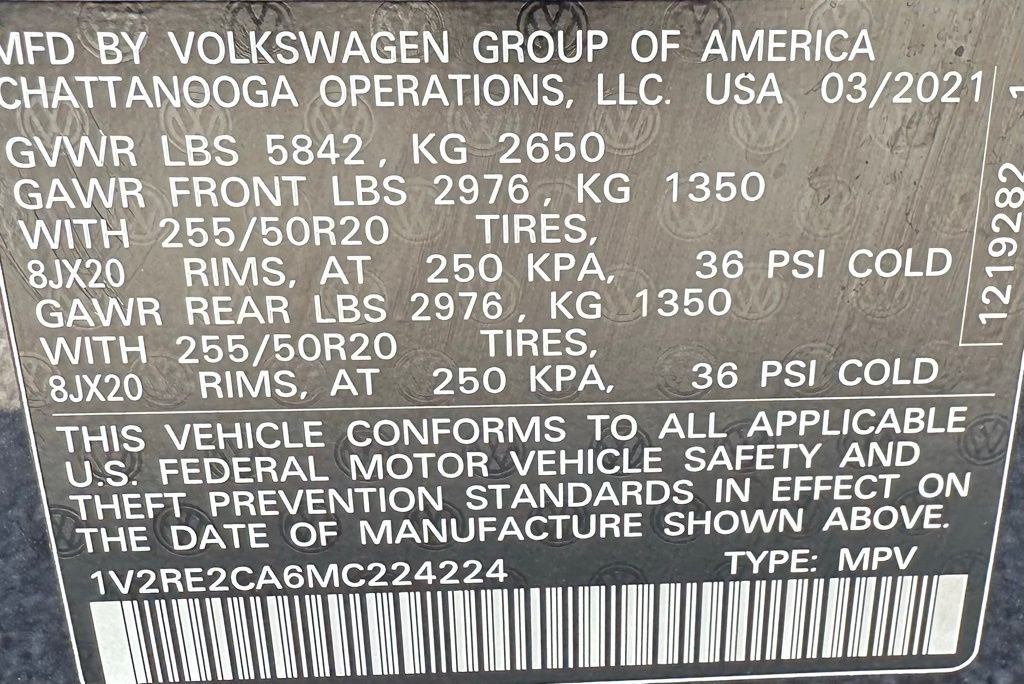 MFD BY VOLKSWAGEN GROUP OF AMERICA
CHATTANOOGA OPERATIONS, LLC. USA 03/2021
GVWR LBS 5842, KG 2650
GAWR FRONT LBS 2976, KG 1350
WITH 255/50R20 TIRES,
8JX20 RIMS, AT 250 KPA, 36 PSI COLD
GAWR REAR LBS 2976, KG 1350
WITH 255/50R20 TIRES,
8JX20 RIMS, AT 250 KPA, 36 PSI COLD
THIS VEHICLE CONFORMS TO ALL APPLICABLE
U.S. FEDERAL MOTOR VEHICLE SAFETY AND
THEFT PREVENTION STANDARDS IN EFFECT ON
THE DATE OF MANUFACTURE SHOWN ABOVE.
1V2RE2CA6MC224224 TYPE: MPV
1219282 1